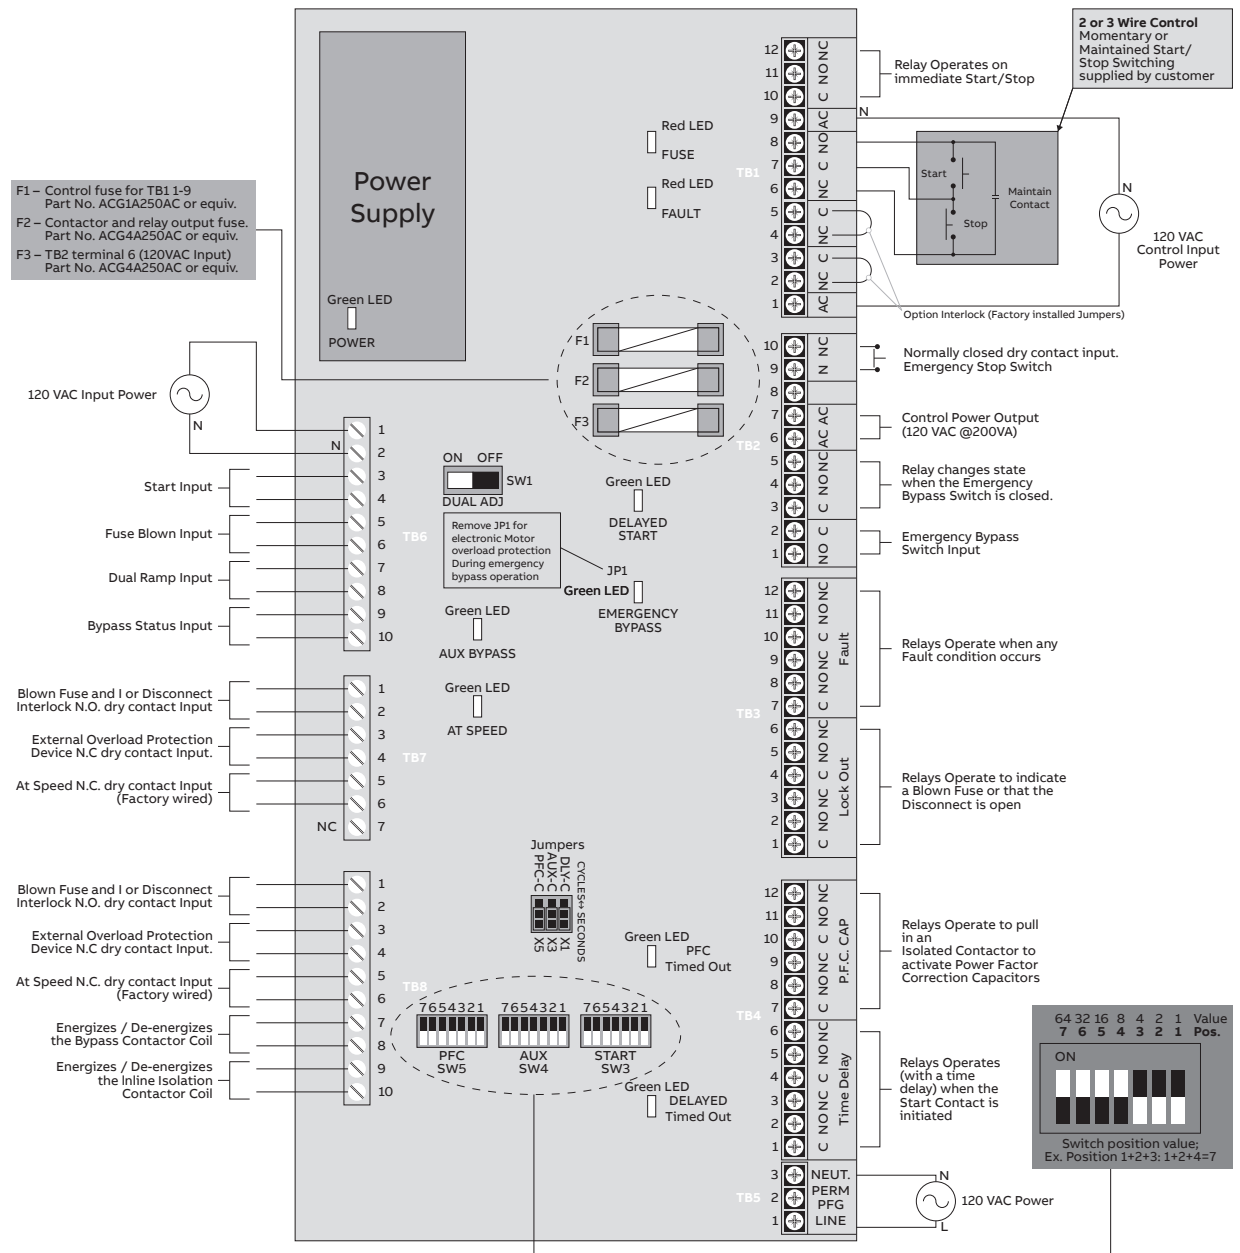 2 or 3 Wire Control
Momentary or
Maintained Start/
Stop Switching
supplied by customer
Power
Supply
Green LED
POWER
F1 – Control fuse for TB1 1-9
Part No. ACG1A250AC or equiv.
F2 – Contactor and relay output fuse.
Part No. ACG4A250AC or equiv.
F3 – TB2 terminal 6 (120VAC Input)
Part No. ACG4A250AC or equiv.
Red LED
FUSE
Red LED
FAULT
TB1
12 NC
11 NO
10 C
9 AC
8 NO
7 C
6 NC
5 C
4 NC
3 C
2 NC
1 AC
Relay Operates on
immediate Start/Stop
N
Start
Stop
Maintain
Contact
N
120 VAC
Control Input
Power
Option Interlock (Factory installed Jumpers)
F1
F2
F3
TB2
10 NC
9 N
8
7 AC
6 AC
5 NC
4 NO
3 C
2 C
1 NO
Normally closed dry contact input.
Emergency Stop Switch
Control Power Output
(120 VAC @200VA)
Relay changes state
when the Emergency
Bypass Switch is closed.
Emergency Bypass
Switch Input
120 VAC Input Power
N
N
Start Input
Fuse Blown Input
Dual Ramp Input
Bypass Status Input
1
2
3
4
5
6
7
8
9
10
TB6
ON OFF
SW1
DUAL ADJ
Remove JP1 for
electronic Motor
overload protection
During emergency
bypass operation
Green LED
DELAYED
START
JP1
Green LED
EMERGENCY
BYPASS
Green LED
AUX BYPASS
Green LED
AT SPEED
TB3
12 NC
11 NO
10 C
9 NC
8 NO
7 C
Fault
6 NC
5 NO
4 C
3 NC
2 NO
1 C
Lock Out
Relays Operate when any
Fault condition occurs
Relays Operate to indicate
a Blown Fuse or that the
Disconnect is open
Blown Fuse and I or Disconnect
Interlock N.O. dry contact Input
External Overload Protection
Device N.C dry contact Input.
At Speed N.C. dry contact Input
(Factory wired)
NC
1
2
3
4
5
6
7
TB7
Blown Fuse and I or Disconnect
Interlock N.O. dry contact Input
External Overload Protection
Device N.C dry contact Input.
At Speed N.C. dry contact Input
(Factory wired)
Energizes / De-energizes
the Bypass Contactor Coil
Energizes / De-energizes
the Inline Isolation
Contactor Coil
1
2
3
4
5
6
7
8
9
10
TB8
Jumpers
PFC-C
AUX-C
DLY-C
CYCLES↔SECONDS
X5
X3
X1
Green LED
PFC
Timed Out
7654321
PFC
SW5
7654321
AUX
SW4
7654321
START
SW3
Green LED
DELAYED
Timed Out
TB4
12 NC
11 NO
10 C
9 NC
8 NO
7 C
P.F.C. CAP
6 NC
5 NO
4 C
3 NC
2 NO
1 C
Time Delay
Relays Operate to pull
in an
Isolated Contactor to
activate Power Factor
Correction Capacitors
Relays Operates
(with a time
delay) when the
Start Contact is
initiated
TB5
3 NEUT.
2 PERM PFG
1 LINE
N
L
120 VAC Power
64 32 16 8 4 2 1 Value
7 6 5 4 3 2 1 Pos.
ON
Switch position value;
Ex. Position 1+2+3: 1+2+4=7